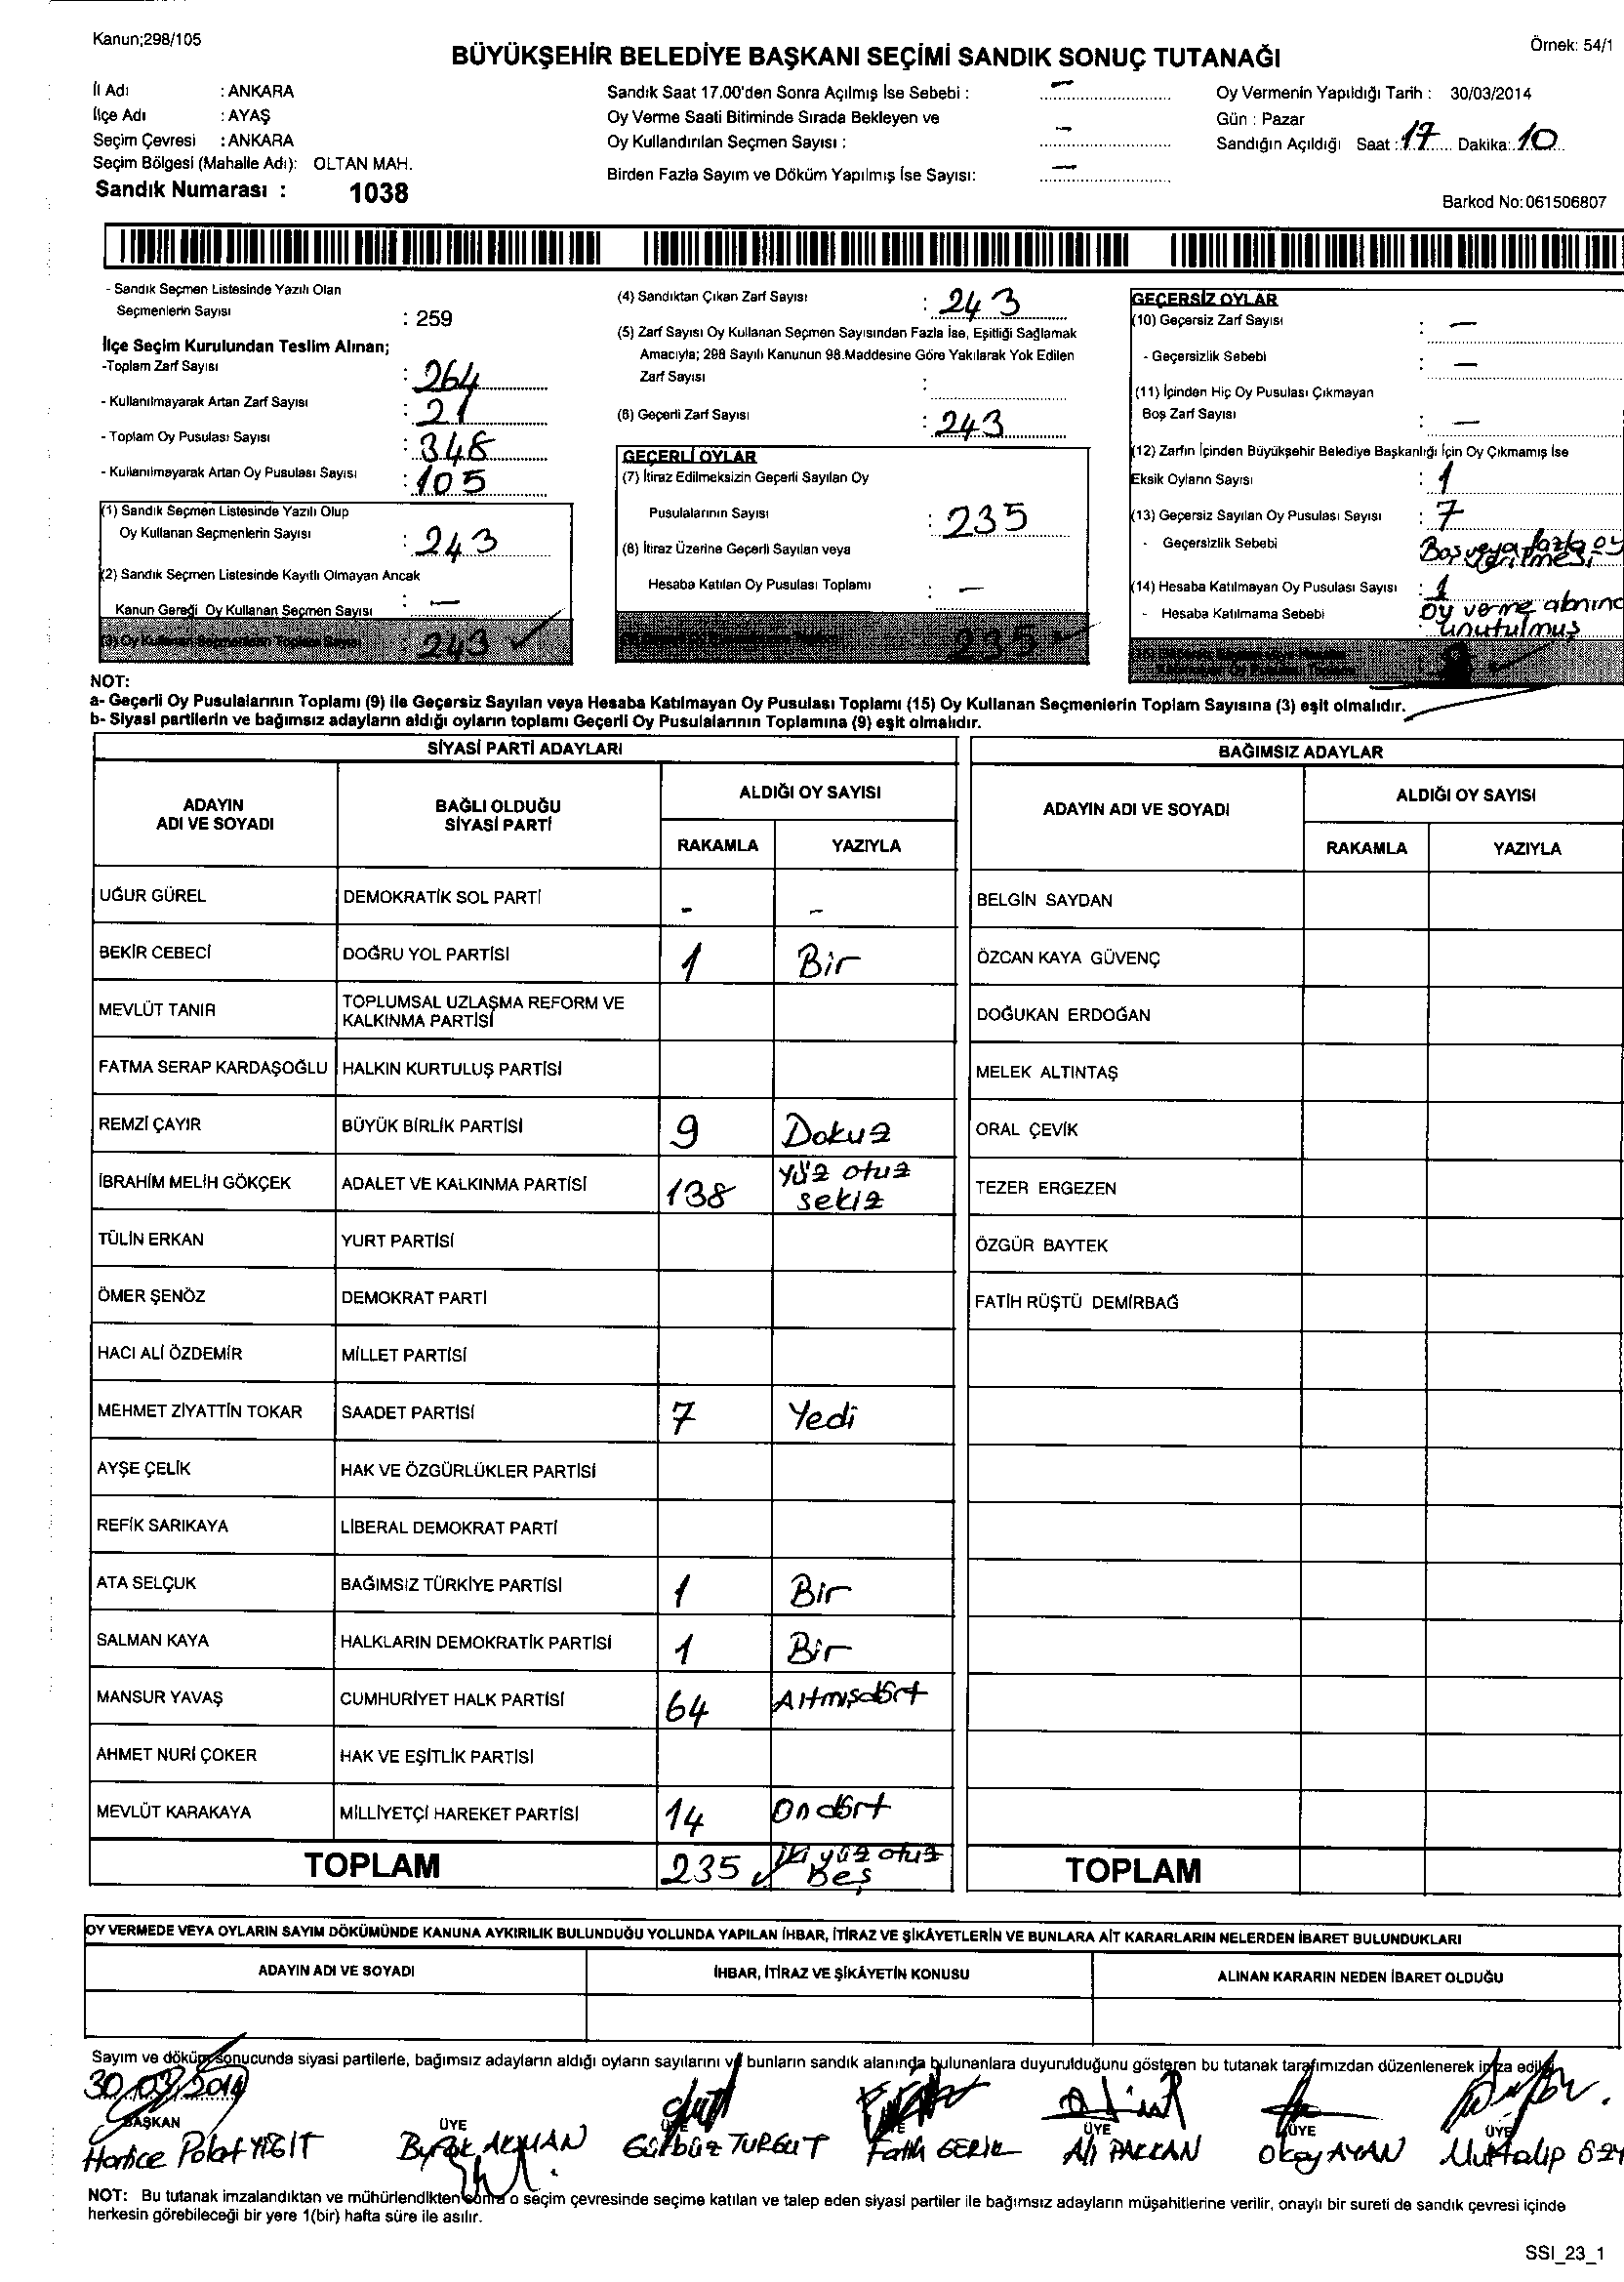 Kanun;298/105
Örnek: 54/1
BÜYÜKŞEHİR BELEDİYE BAŞKANI SEÇİMİ SANDIK SONUÇ TUTANAĞI
İl Adı : ANKARA
İlçe Adı : AYAŞ
Seçim Çevresi : ANKARA
Seçim Bölgesi (Mahalle Adı): OLTAN MAH.
Sandık Numarası : 1038
Sandık Saat 17.00'den Sonra Açılmış İse Sebebi : –
Oy Verme Saati Bitiminde Sırada Bekleyen ve
Oy Kullandırılan Seçmen Sayısı : –
Birden Fazla Sayım ve Döküm Yapılmış İse Sayısı: –
Oy Vermenin Yapıldığı Tarih : 30/03/2014
Gün : Pazar
Sandığın Açıldığı Saat : 17 Dakika: 10
Barkod No: 061506807
- Sandık Seçmen Listesinde Yazılı Olan
Seçmenlerin Sayısı : 259
İlçe Seçim Kurulundan Teslim Alınan;
-Toplam Zarf Sayısı : 264
- Kullanılmayarak Artan Zarf Sayısı : 21
- Toplam Oy Pusulası Sayısı : 348
- Kullanılmayarak Artan Oy Pusulası Sayısı : 105
(1) Sandık Seçmen Listesinde Yazılı Olup
Oy Kullanan Seçmenlerin Sayısı : 243
(2) Sandık Seçmen Listesinde Kayıtlı Olmayan Ancak
Kanun Gereği Oy Kullanan Seçmen Sayısı : –
(3) Oy Kullanan Seçmenlerin Toplam Sayısı : 243
(4) Sandıktan Çıkan Zarf Sayısı : 243
(5) Zarf Sayısı Oy Kullanan Seçmen Sayısından Fazla İse, Eşitliği Sağlamak
Amacıyla; 298 Sayılı Kanunun 98.Maddesine Göre Yakılarak Yok Edilen
Zarf Sayısı :
(6) Geçerli Zarf Sayısı : 243
GEÇERLİ OYLAR
(7) İtiraz Edilmeksizin Geçerli Sayılan Oy
Pusulalarının Sayısı : 235
(8) İtiraz Üzerine Geçerli Sayılan veya
Hesaba Katılan Oy Pusulası Toplamı : –
235
GEÇERSİZ OYLAR
(10) Geçersiz Zarf Sayısı : –
- Geçersizlik Sebebi : –
(11) İçinden Hiç Oy Pusulası Çıkmayan
Boş Zarf Sayısı : –
(12) Zarfın İçinden Büyükşehir Belediye Başkanlığı İçin Oy Çıkmamış İse
Eksik Oyların Sayısı : 1
(13) Geçersiz Sayılan Oy Pusulası Sayısı : 7
- Geçersizlik Sebebi : Boş veya fazla oy
verilmesi
(14) Hesaba Katılmayan Oy Pusulası Sayısı : 1
- Hesaba Katılmama Sebebi : Oy verme
unutulmuş
NOT:
a- Geçerli Oy Pusulalarının Toplamı (9) ile Geçersiz Sayılan veya Hesaba Katılmayan Oy Pusulası Toplamı (15) Oy Kullanan Seçmenlerin Toplam Sayısına (3) eşit olmalıdır.
b- Siyasi partilerin ve bağımsız adayların aldığı oyların toplamı Geçerli Oy Pusulalarının Toplamına (9) eşit olmalıdır.
SİYASİ PARTİ ADAYLARI
ADAYIN ADI VE SOYADI BAĞLI OLDUĞU SİYASİ PARTİ ALDIĞI OY SAYISI
RAKAMLA YAZIYLA
UĞUR GÜREL DEMOKRATİK SOL PARTİ - -
BEKİR CEBECİ DOĞRU YOL PARTİSİ 1 Bir
MEVLÜT TANIR TOPLUMSAL UZLAŞMA REFORM VE KALKINMA PARTİSİ
FATMA SERAP KARDAŞOĞLU HALKIN KURTULUŞ PARTİSİ
REMZİ ÇAYIR BÜYÜK BİRLİK PARTİSİ 9 Dokuz
İBRAHİM MELİH GÖKÇEK ADALET VE KALKINMA PARTİSİ 138 Yüz otuz sekiz
TÜLİN ERKAN YURT PARTİSİ
ÖMER ŞENÖZ DEMOKRAT PARTİ
HACI ALİ ÖZDEMİR MİLLET PARTİSİ
MEHMET ZİYATTİN TOKAR SAADET PARTİSİ 7 Yedi
AYŞE ÇELİK HAK VE ÖZGÜRLÜKLER PARTİSİ
REFİK SARIKAYA LİBERAL DEMOKRAT PARTİ
ATA SELÇUK BAĞIMSIZ TÜRKİYE PARTİSİ 1 Bir
SALMAN KAYA HALKLARIN DEMOKRATİK PARTİSİ 1 Bir
MANSUR YAVAŞ CUMHURİYET HALK PARTİSİ 64 Altmışdört
AHMET NURİ ÇOKER HAK VE EŞİTLİK PARTİSİ
MEVLÜT KARAKAYA MİLLİYETÇİ HAREKET PARTİSİ 14 Ondört
TOPLAM 235 İki yüz otuz Beş
BAĞIMSIZ ADAYLAR
ADAYIN ADI VE SOYADI ALDIĞI OY SAYISI
RAKAMLA YAZIYLA
BELGİN SAYDAN
ÖZCAN KAYA GÜVENÇ
DOĞUKAN ERDOĞAN
MELEK ALTINTAŞ
ORAL ÇEVİK
TEZER ERGEZEN
ÖZGÜR BAYTEK
FATİH RÜŞTÜ DEMİRBAĞ
TOPLAM
OY VERMEDE VEYA OYLARIN SAYIM DÖKÜMÜNDE KANUNA AYKIRILIK BULUNDUĞU YOLUNDA YAPILAN İHBAR, İTİRAZ VE ŞİKÂYETLERİN VE BUNLARA AİT KARARLARIN NELERDEN İBARET BULUNDUKLARI
ADAYIN ADI VE SOYADI İHBAR, İTİRAZ VE ŞİKÂYETİN KONUSU ALINAN KARARIN NEDEN İBARET OLDUĞU
Sayım ve döküm sonucunda siyasi partilerle, bağımsız adayların aldığı oyların sayılarını ve bunların sandık alanında bulunanlara duyurulduğunu gösteren bu tutanak tarafımızdan düzenlenerek imza edildi.
30/03/2014
BAŞKAN ÜYE ÜYE ÜYE ÜYE ÜYE ÜYE
Hatice Polat YİĞİT Burak AKMAN Gürbüz TURGUT Fatih GERİK Ali Okay AYAN Muttalip
NOT: Bu tutanak imzalandıktan ve mühürlendikten sonra o seçim çevresinde seçime katılan ve talep eden siyasi partiler ile bağımsız adayların müşahitlerine verilir, onaylı bir sureti de sandık çevresi içinde
herkesin görebileceği bir yere 1(bir) hafta süre ile asılır.
SSI_23_1